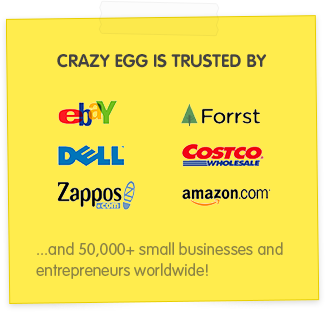 CRAZY EGG IS TRUSTED BY
ebaY Forrst
DELL COSTCO WHOLESALE
Zappos .com amazon.com
...and 50,000+ small businesses and
entrepreneurs worldwide!